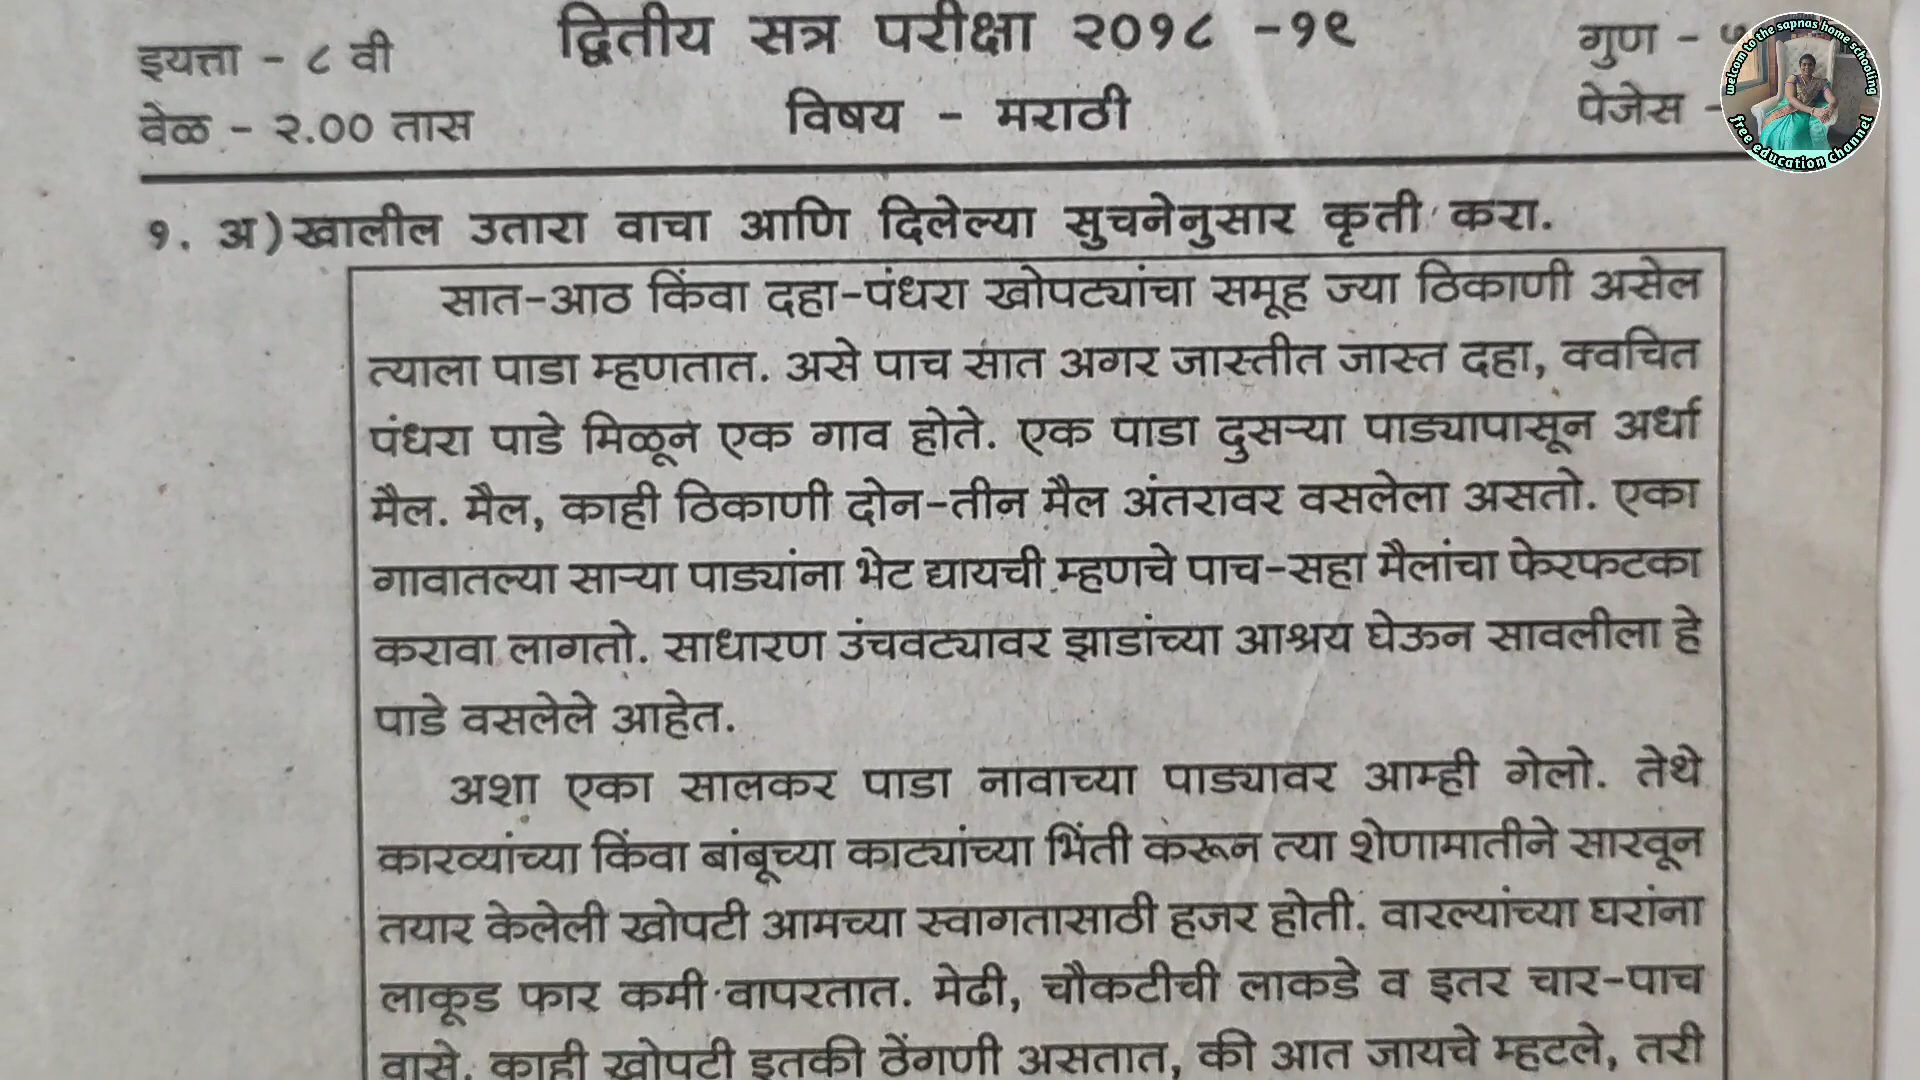 द्वितीय सत्र परीक्षा २०१८ -१९
इयत्ता - ८ वी
गुण -
वेळ - २.०० तास
विषय - मराठी
पेजेस -
welcom to the sapnas home schooling
free education channel
१. अ) खालील उतारा वाचा आणि दिलेल्या सुचनेनुसार कृती करा.
सात-आठ किंवा दहा-पंधरा खोपट्यांचा समूह ज्या ठिकाणी असेल
त्याला पाडा म्हणतात. असे पाच सात अगर जास्तीत जास्त दहा, क्वचित
पंधरा पाडे मिळून एक गाव होते. एक पाडा दुसऱ्या पाड्यापासून अर्धा
मैल. मैल, काही ठिकाणी दोन-तीन मैल अंतरावर वसलेला असतो. एका
गावातल्या साऱ्या पाड्यांना भेट द्यायची म्हणचे पाच-सहा मैलांचा फेरफटका
करावा लागतो. साधारण उंचवट्यावर झाडांच्या आश्रय घेऊन सावलीला हे
पाडे वसलेले आहेत.
अशा एका सालकर पाडा नावाच्या पाड्यावर आम्ही गेलो. तेथे
कारव्यांच्या किंवा बांबूच्या काट्यांच्या भिंती करून त्या शेणामातीने सारवून
तयार केलेली खोपटी आमच्या स्वागतासाठी हजर होती. वारल्यांच्या घरांना
लाकूड फार कमी वापरतात. मेढी, चौकटीची लाकडे व इतर चार-पाच
वासे. काही खोपटी इतकी ठेंगणी असतात, की आत जायचे म्हटले, तरी